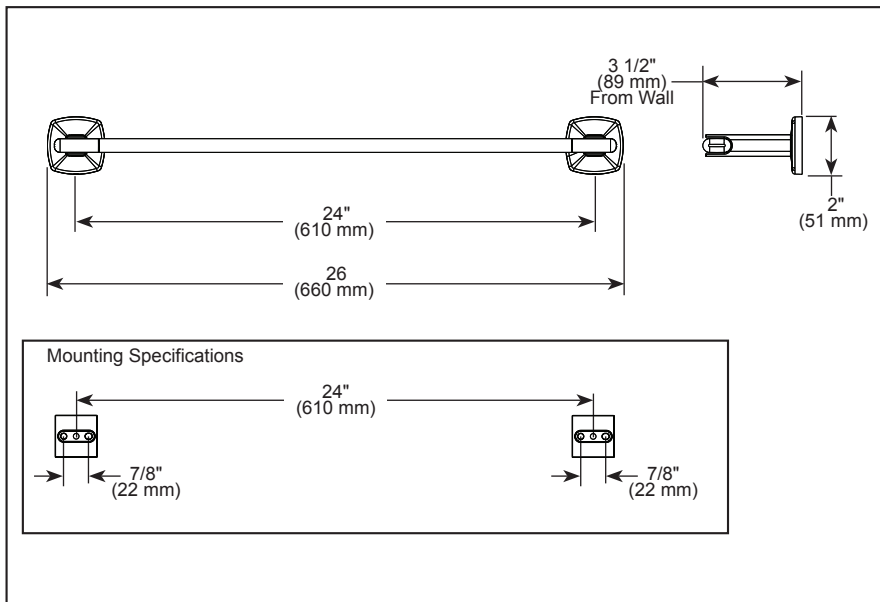 3 1/2"
(89 mm)
From Wall
2"
(51 mm)
24"
(610 mm)
26
(660 mm)
Mounting Specifications
24"
(610 mm)
7/8"
(22 mm)
7/8"
(22 mm)